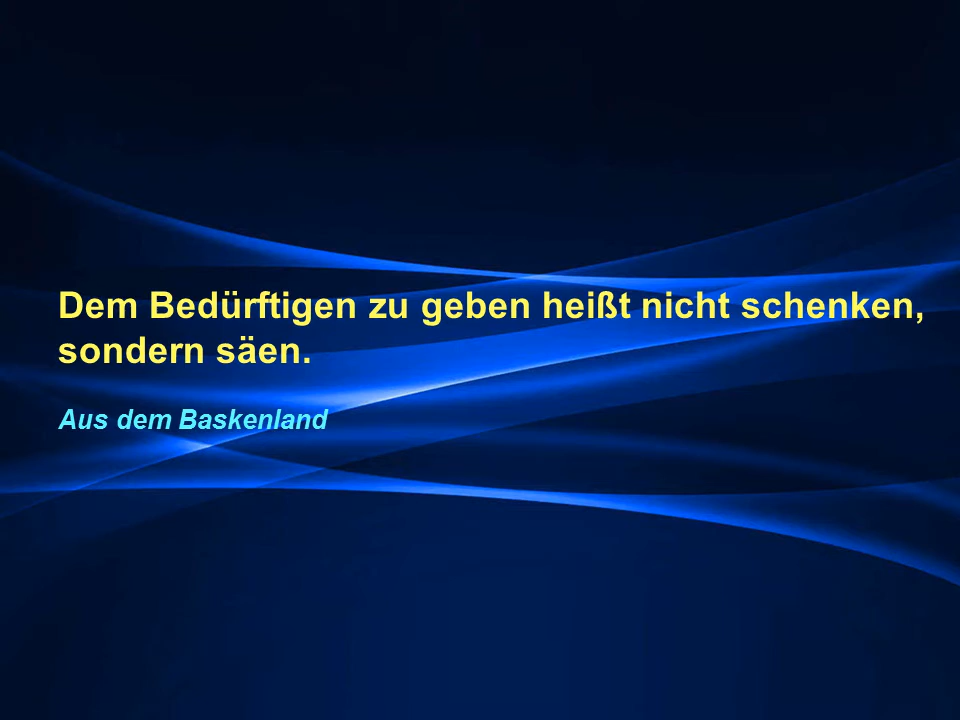 Dem Bedürftigen zu geben heißt nicht schenken,
sondern säen.
Aus dem Baskenland